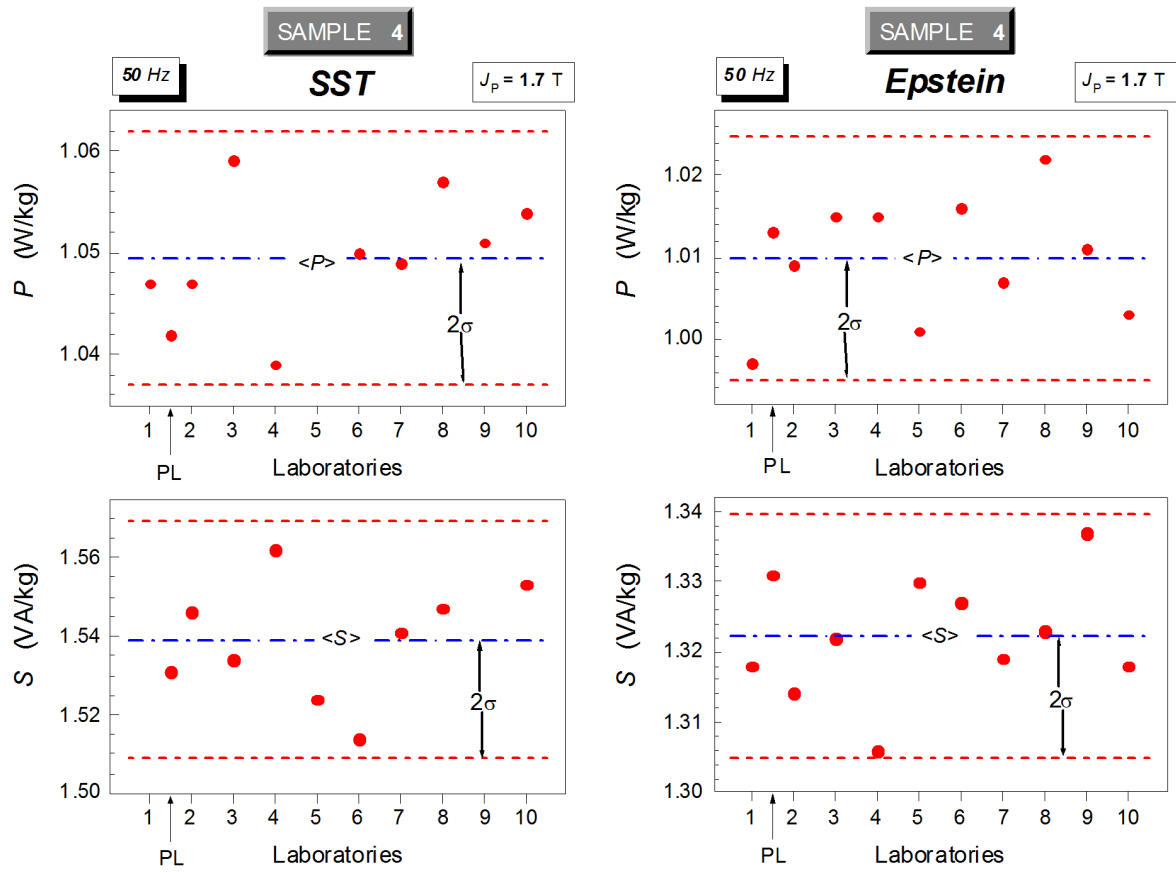 SAMPLE 4
50 Hz
SST
J_P = 1.7 T
P (W/kg)
1.06
1.05
1.04
<P>
2σ
1 2 3 4 5 6 7 8 9 10
PL
Laboratories
SAMPLE 4
50 Hz
Epstein
J_P = 1.7 T
P (W/kg)
1.02
1.01
1.00
<P>
2σ
1 2 3 4 5 6 7 8 9 10
PL
Laboratories
S (VA/kg)
1.56
1.54
1.52
1.50
<S>
2σ
1 2 3 4 5 6 7 8 9 10
PL
Laboratories
S (VA/kg)
1.34
1.33
1.32
1.31
1.30
<S>
2σ
1 2 3 4 5 6 7 8 9 10
PL
Laboratories